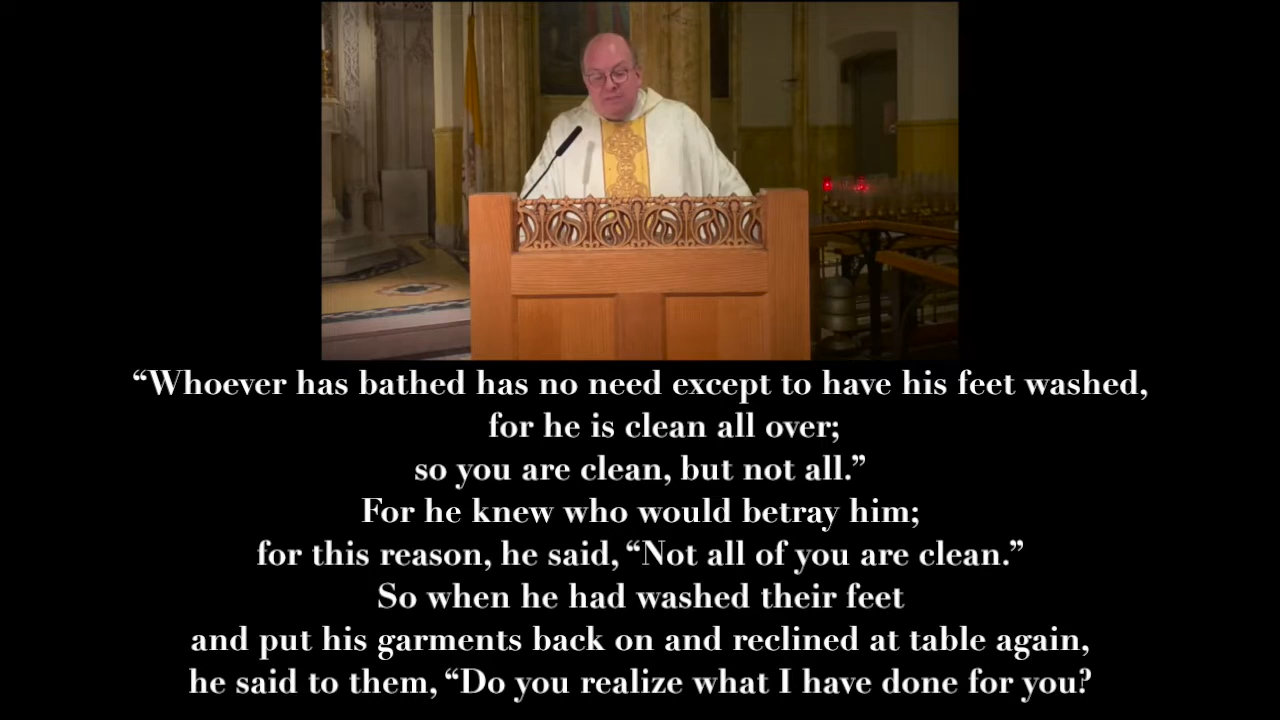 “Whoever has bathed has no need except to have his feet washed,
for he is clean all over;
so you are clean, but not all.”
For he knew who would betray him;
for this reason, he said, “Not all of you are clean.”
So when he had washed their feet
and put his garments back on and reclined at table again,
he said to them, “Do you realize what I have done for you?